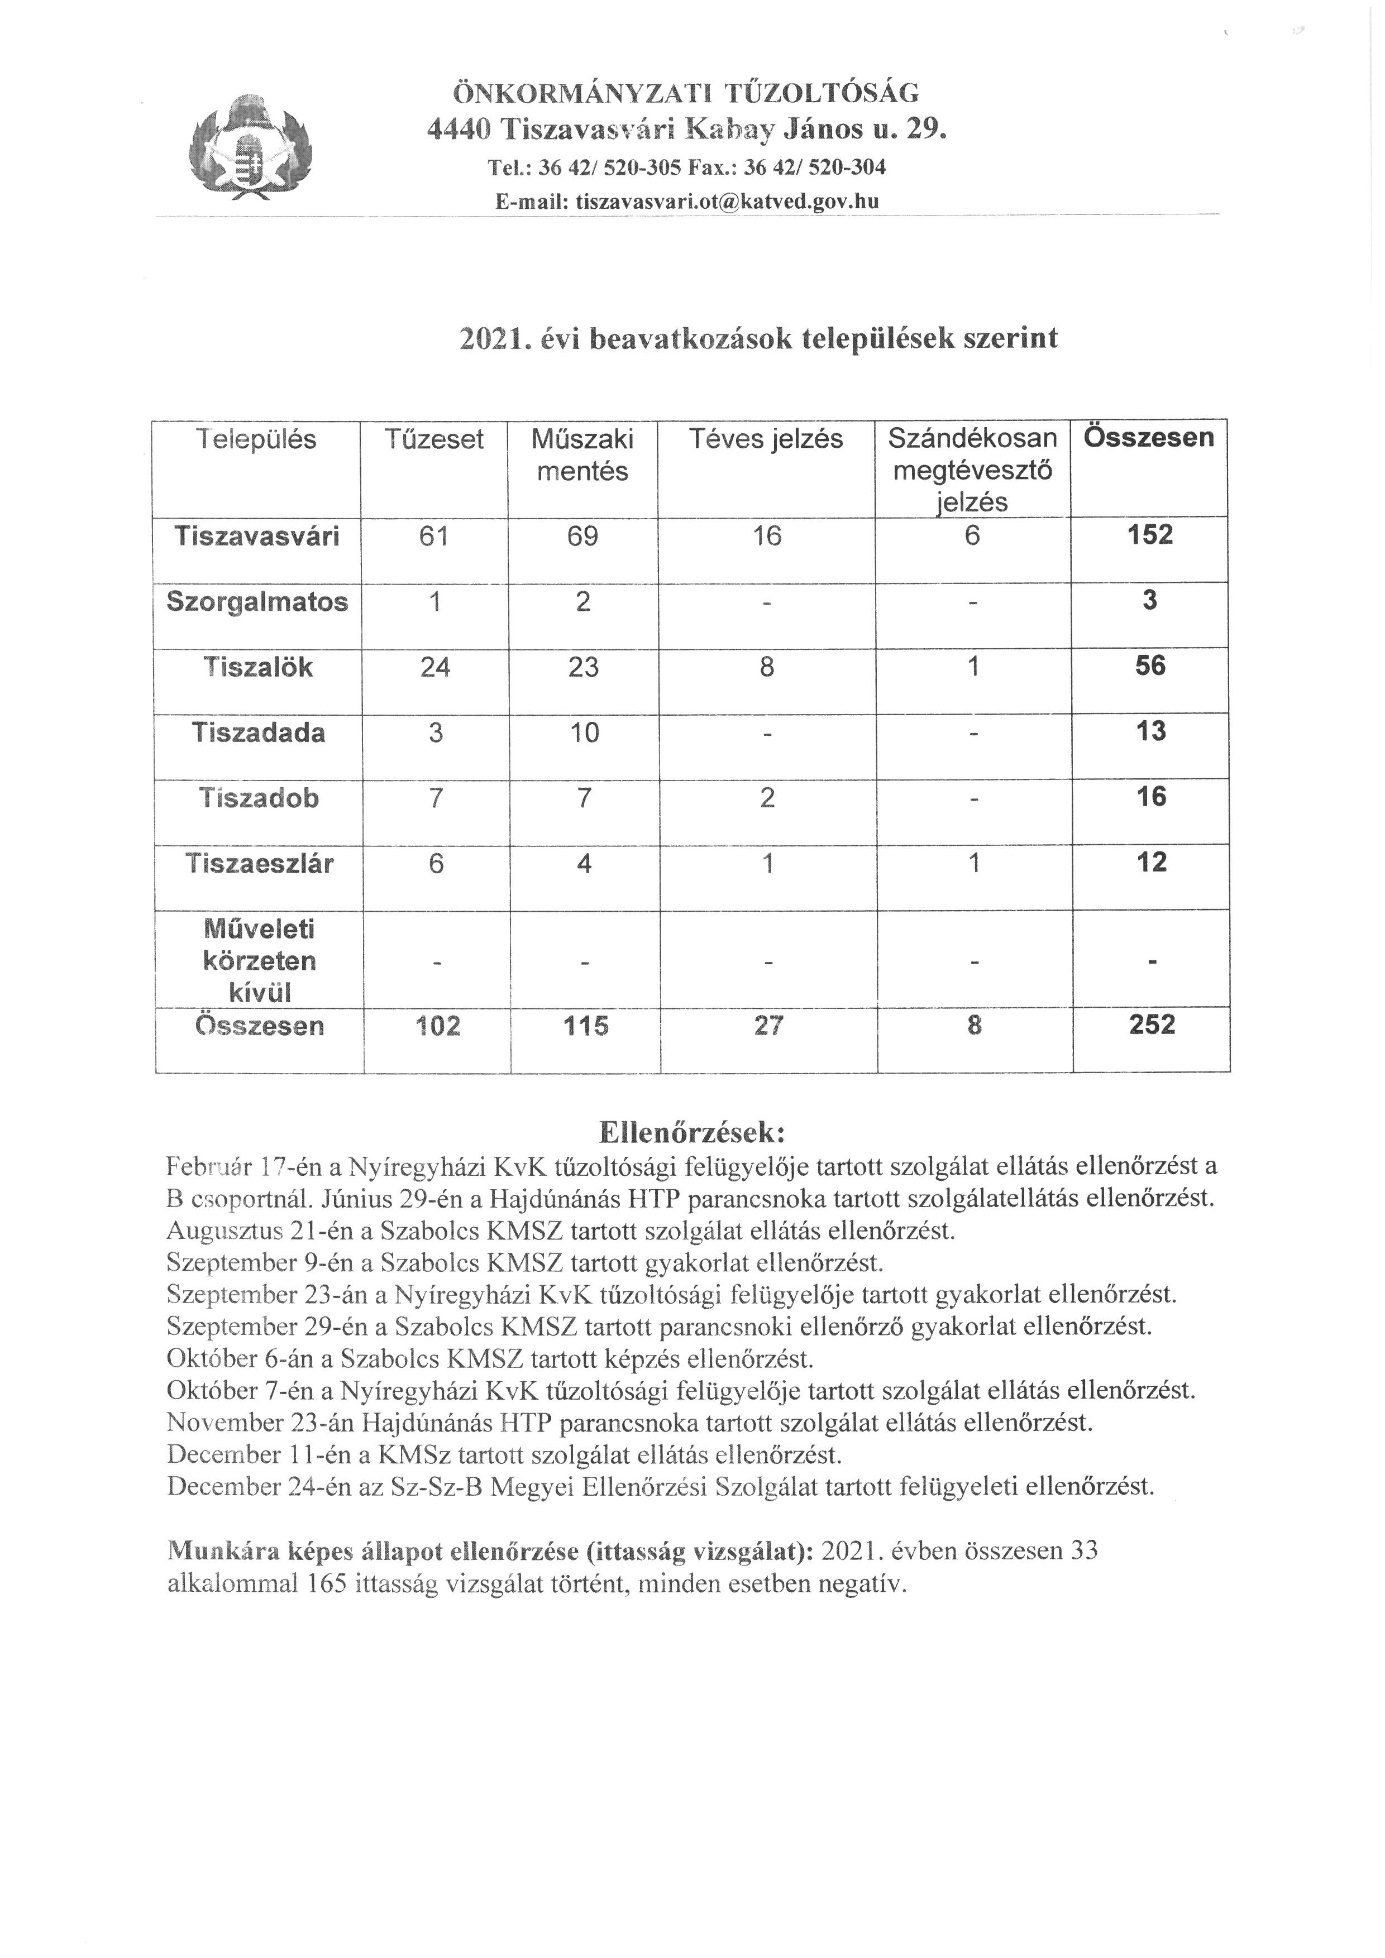 ÖNKORMÁNYZATI TŰZOLTÓSÁG
4440 Tiszavasvári Kabay János u. 29.
Tel.: 36 42/ 520-305 Fax.: 36 42/ 520-304
E-mail: tiszavasvari.ot@katved.gov.hu
2021. évi beavatkozások települések szerint
Település Tűzeset Műszaki mentés Téves jelzés Szándékosan megtévesztő jelzés Összesen
Tiszavasvári 61 69 16 6 152
Szorgalmatos 1 2 - - 3
Tiszalök 24 23 8 1 56
Tiszadada 3 10 - - 13
Tiszadob 7 7 2 - 16
Tiszaeszlár 6 4 1 1 12
Műveleti körzeten kívül - - - - -
Összesen 102 115 27 8 252
Ellenőrzések:
Február 17-én a Nyíregyházi KvK tűzoltósági felügyelője tartott szolgálat ellátás ellenőrzést a
B csoportnál. Június 29-én a Hajdúnánás HTP parancsnoka tartott szolgálatellátás ellenőrzést.
Augusztus 21-én a Szabolcs KMSZ tartott szolgálat ellátás ellenőrzést.
Szeptember 9-én a Szabolcs KMSZ tartott gyakorlat ellenőrzést.
Szeptember 23-án a Nyíregyházi KvK tűzoltósági felügyelője tartott gyakorlat ellenőrzést.
Szeptember 29-én a Szabolcs KMSZ tartott parancsnoki ellenőrző gyakorlat ellenőrzést.
Október 6-án a Szabolcs KMSZ tartott képzés ellenőrzést.
Október 7-én a Nyíregyházi KvK tűzoltósági felügyelője tartott szolgálat ellátás ellenőrzést.
November 23-án Hajdúnánás HTP parancsnoka tartott szolgálat ellátás ellenőrzést.
December 11-én a KMSz tartott szolgálat ellátás ellenőrzést.
December 24-én az Sz-Sz-B Megyei Ellenőrzési Szolgálat tartott felügyeleti ellenőrzést.
Munkára képes állapot ellenőrzése (ittasság vizsgálat): 2021. évben összesen 33
alkalommal 165 ittasság vizsgálat történt, minden esetben negatív.